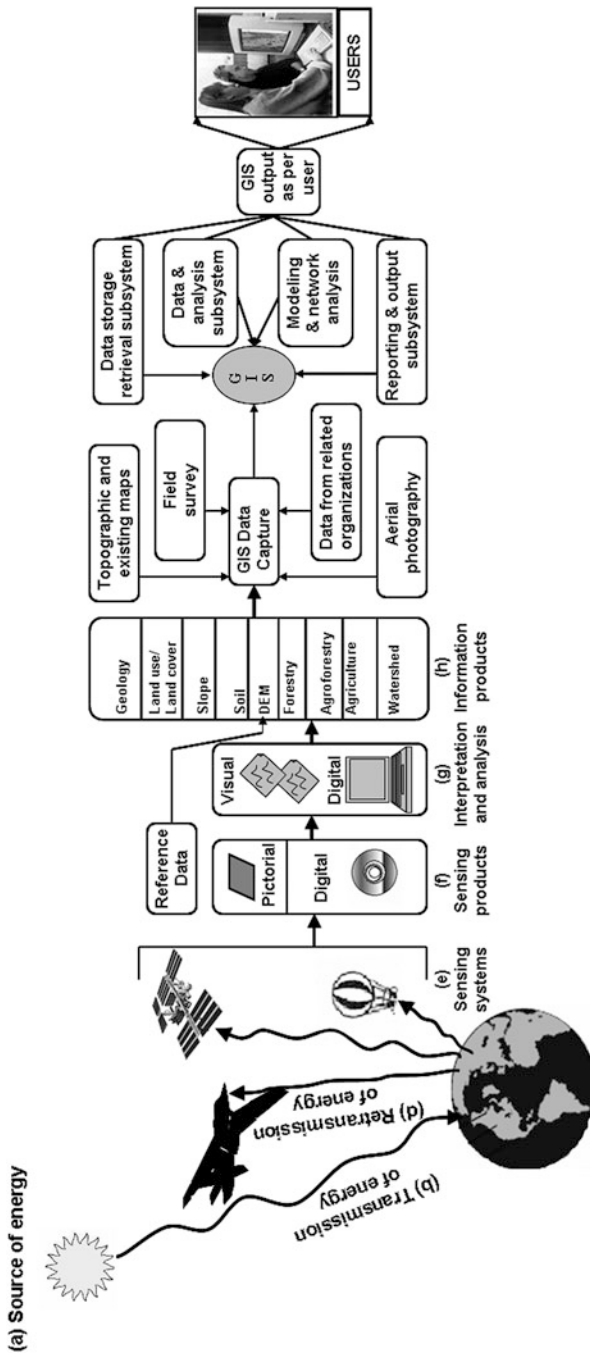 (a) Source of energy
(b) Transmission
of energy
(d) Retransmission
of energy
(e)
Sensing
systems
Reference
Data
Pictorial
Digital
(f)
Sensing
products
Visual
Digital
(g)
Interpretation
and analysis
Geology
Land use/
Land cover
Slope
Soil
DEM
Forestry
Agroforestry
Agriculture
Watershed
(h)
Information
products
Topographic and
existing maps
Field
survey
GIS Data
Capture
Data from related
organizations
Aerial
photography
Data storage
retrieval subsystem
Data &
analysis
subsystem
G
I
S
Modeling
& network
analysis
Reporting & output
subsystem
GIS
output
as per
user
USERS